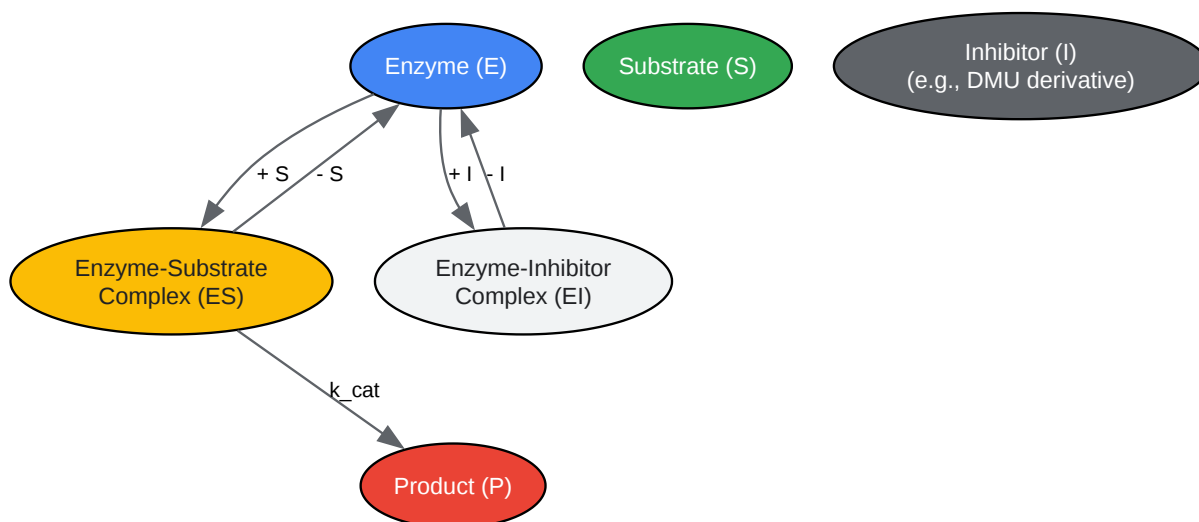 Enzyme (E)
Substrate (S)
Inhibitor (I)
(e.g., DMU derivative)
+ S
- S
+ I
- I
Enzyme-Substrate
Complex (ES)
Enzyme-Inhibitor
Complex (EI)
k_cat
Product (P)